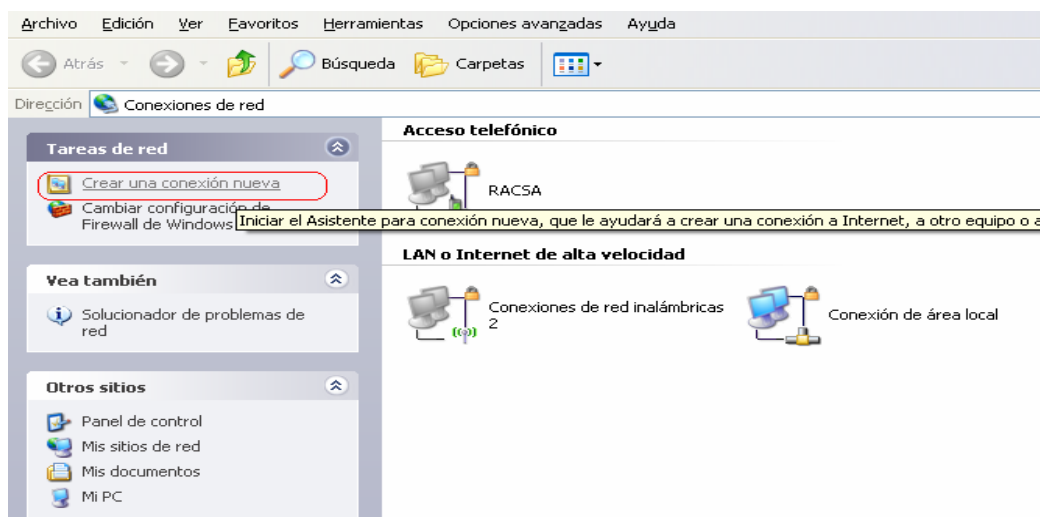 Archivo Edición Ver Favoritos Herramientas Opciones avanzadas Ayuda
Atrás Búsqueda Carpetas
Dirección Conexiones de red
Tareas de red
Crear una conexión nueva
Cambiar configuración de
Firewall de Windows
Iniciar el Asistente para conexión nueva, que le ayudará a crear una conexión a Internet, a otro equipo o a
Vea también
Solucionador de problemas de
red
Otros sitios
Panel de control
Mis sitios de red
Mis documentos
Mi PC
Acceso telefónico
RACSA
LAN o Internet de alta velocidad
Conexiones de red inalámbricas
2
Conexión de área local